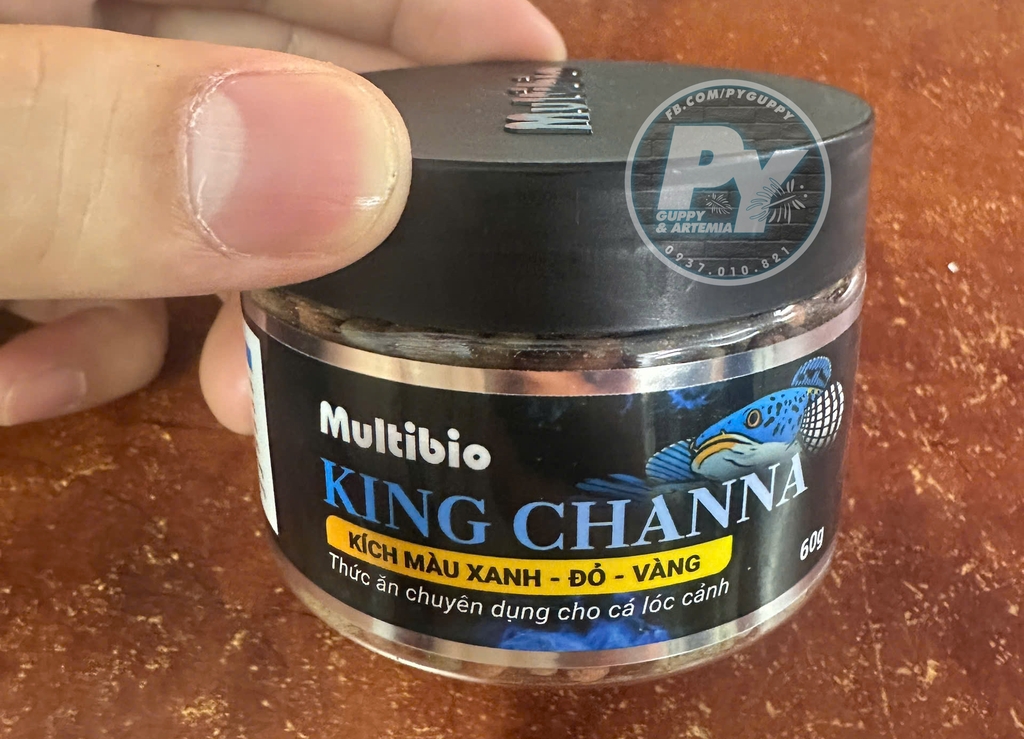 Multibio
FB.COM/PYGUPPY
PY
GUPPY
& ARTEMIA
0937.010.821
Multibio
KING CHANNA
KÍCH MÀU XANH - ĐỎ - VÀNG
Thức ăn chuyên dụng cho cá lóc cảnh
60g